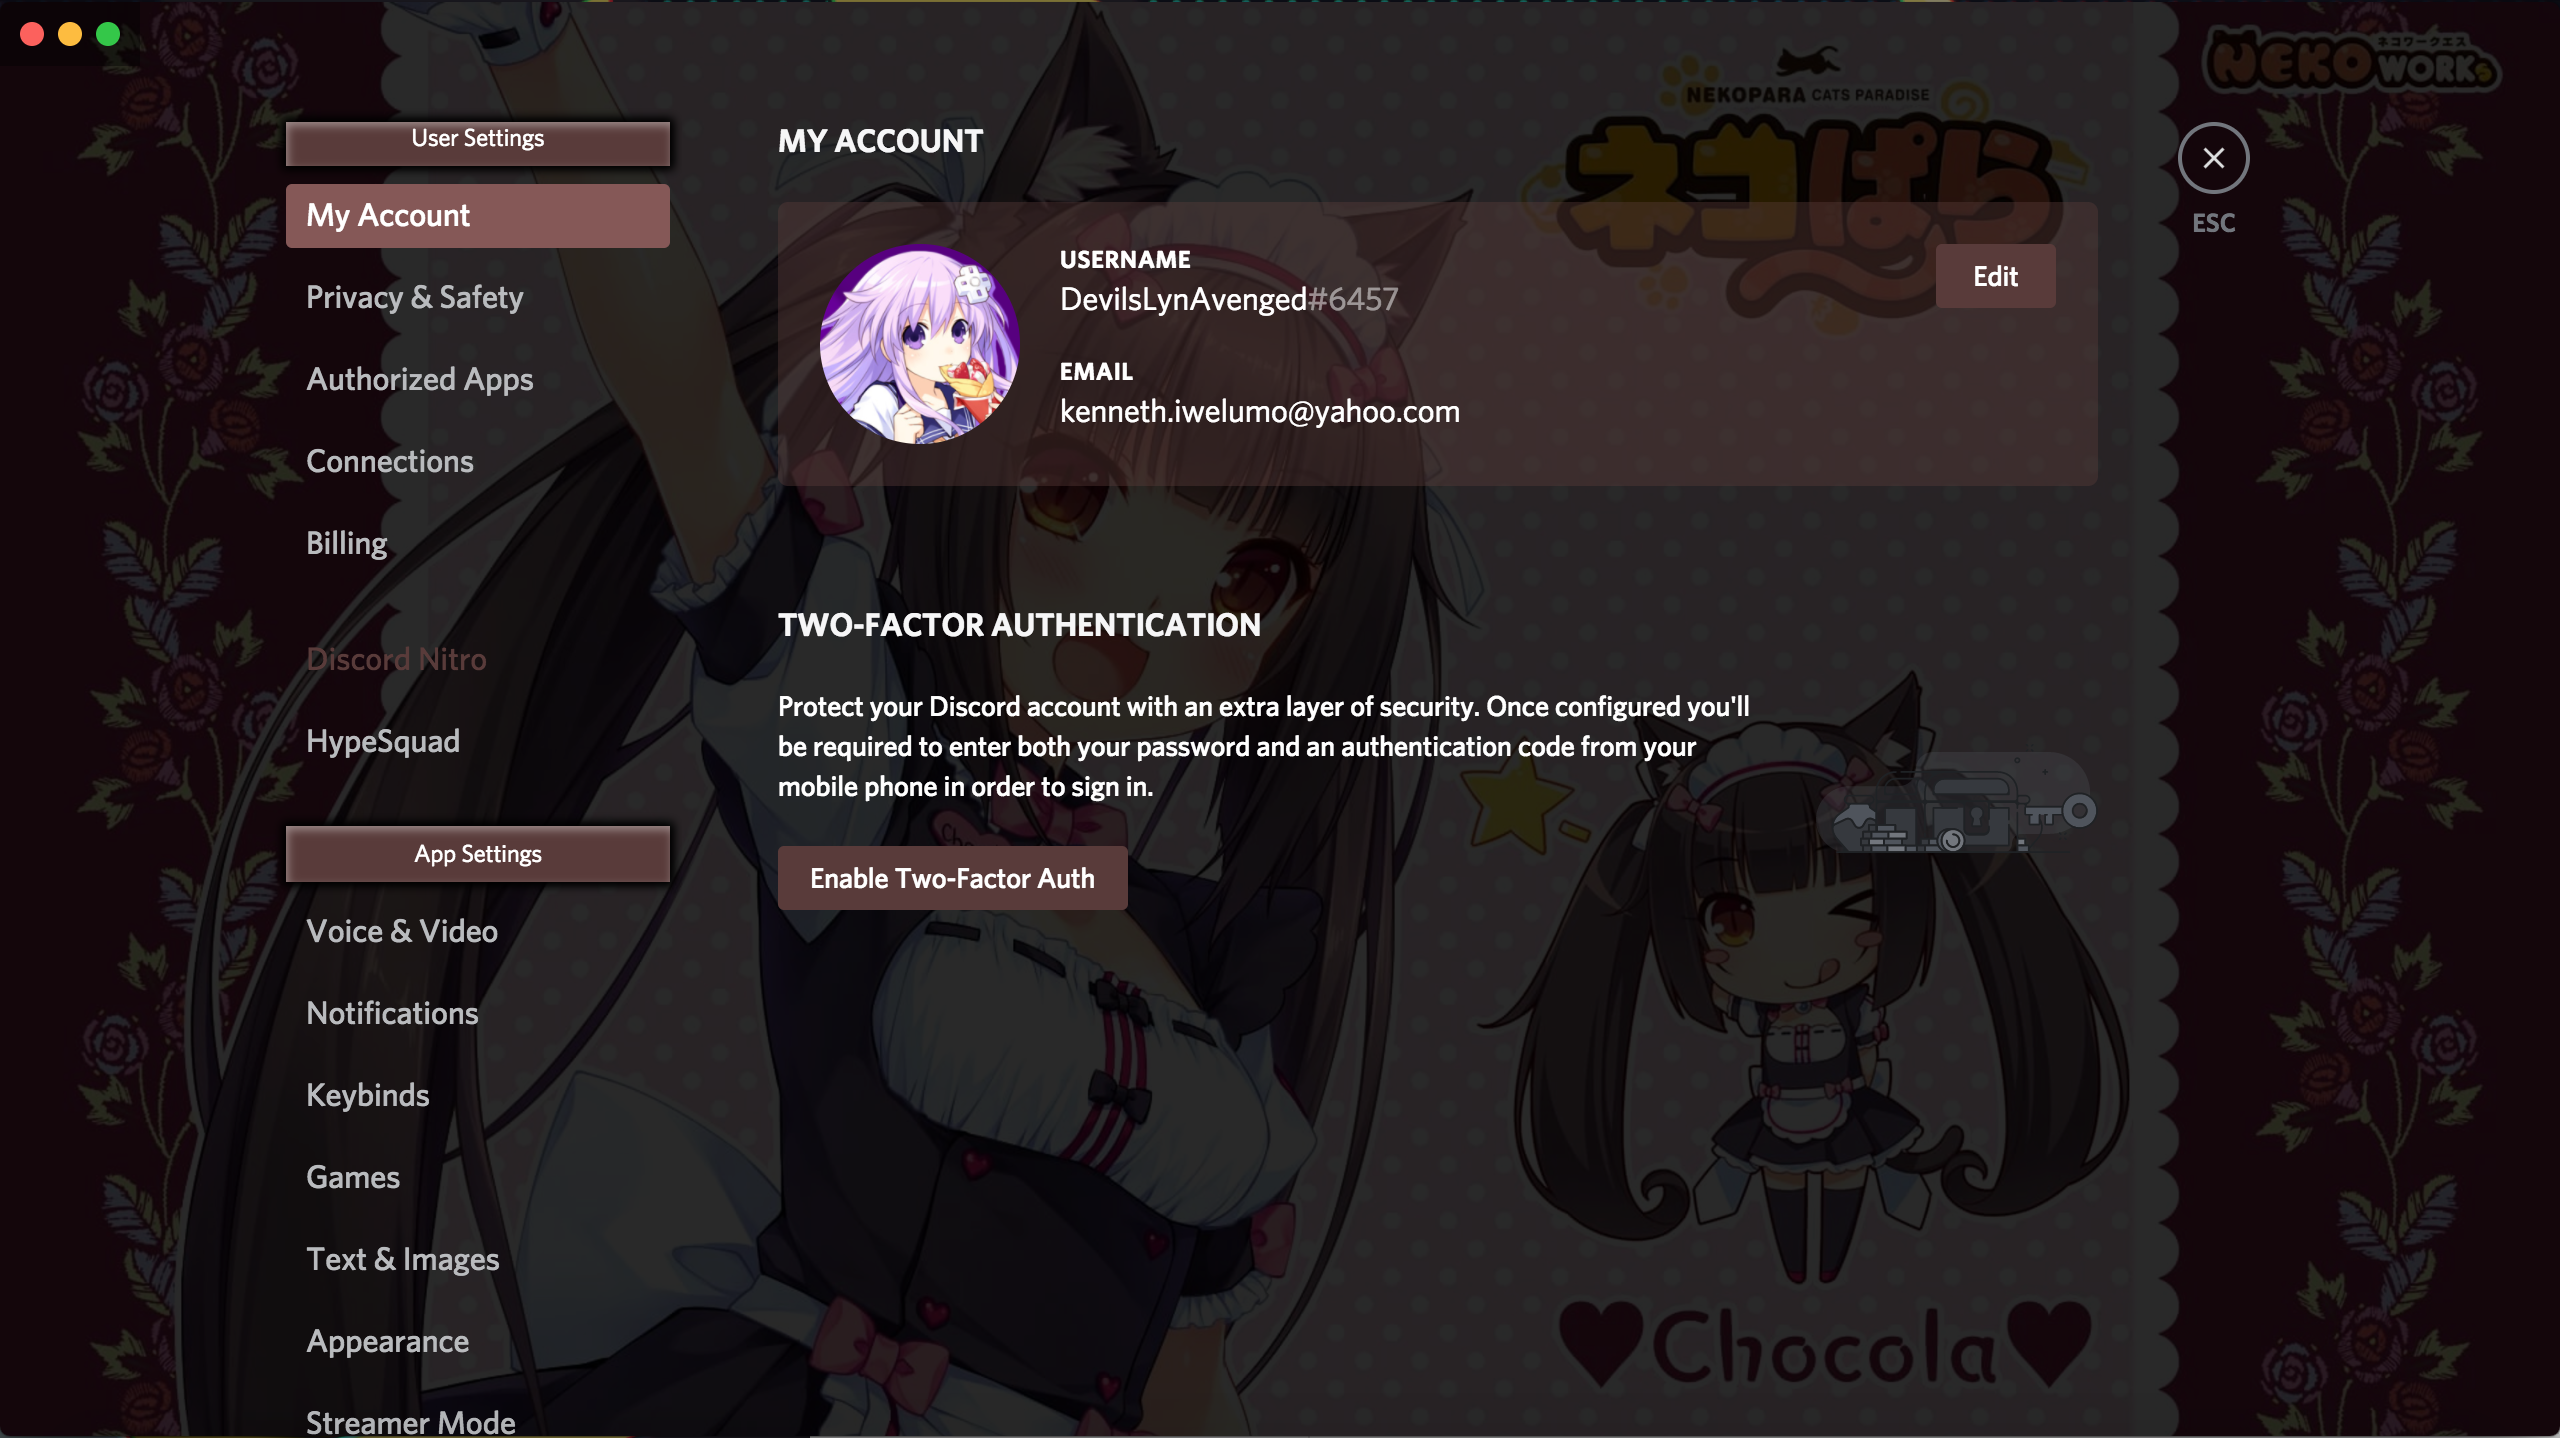 ネコワークス
NEKO WORKs
NEKOPARA CATS PARADISE
ネコぱら
User Settings
My Account
Privacy & Safety
Authorized Apps
Connections
Billing
Discord Nitro
HypeSquad
App Settings
Voice & Video
Notifications
Keybinds
Games
Text & Images
Appearance
Streamer Mode
MY ACCOUNT
USERNAME
DevilsLynAvenged#6457
EMAIL
kenneth.iwelumo@yahoo.com
Edit
ESC
TWO-FACTOR AUTHENTICATION
Protect your Discord account with an extra layer of security. Once configured you'll
be required to enter both your password and an authentication code from your
mobile phone in order to sign in.
Enable Two-Factor Auth
Chocola